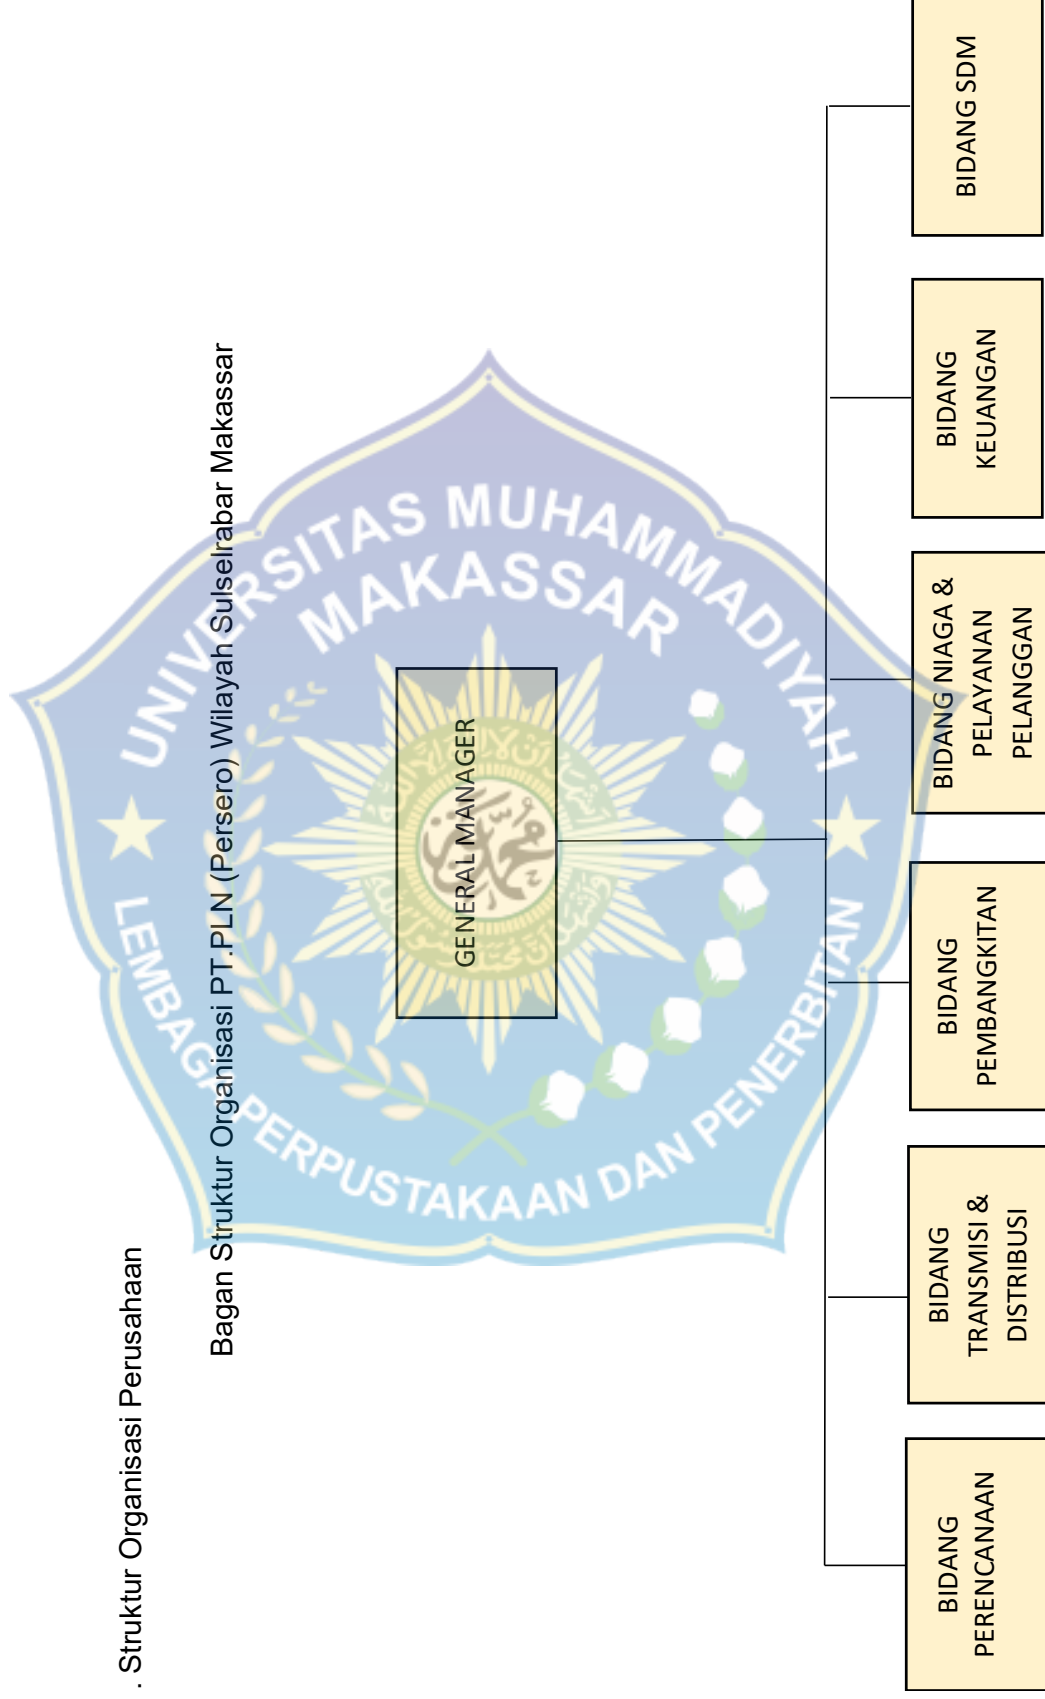 . Struktur Organisasi Perusahaan
Bagan Struktur Organisasi PT.PLN (Persero) Wilayah Sulselrabar Makassar
UNIVERSITAS MUHAMMADIYAH
MAKASSAR
GENERAL MANAGER
محمد
LEMBAGA PERPUSTAKAAN DAN PENERBITAN
BIDANG
PERENCANAAN
BIDANG
TRANSMISI &
DISTRIBUSI
BIDANG
PEMBANGKITAN
BIDANG NIAGA &
PELAYANAN
PELANGGAN
BIDANG
KEUANGAN
BIDANG SDM